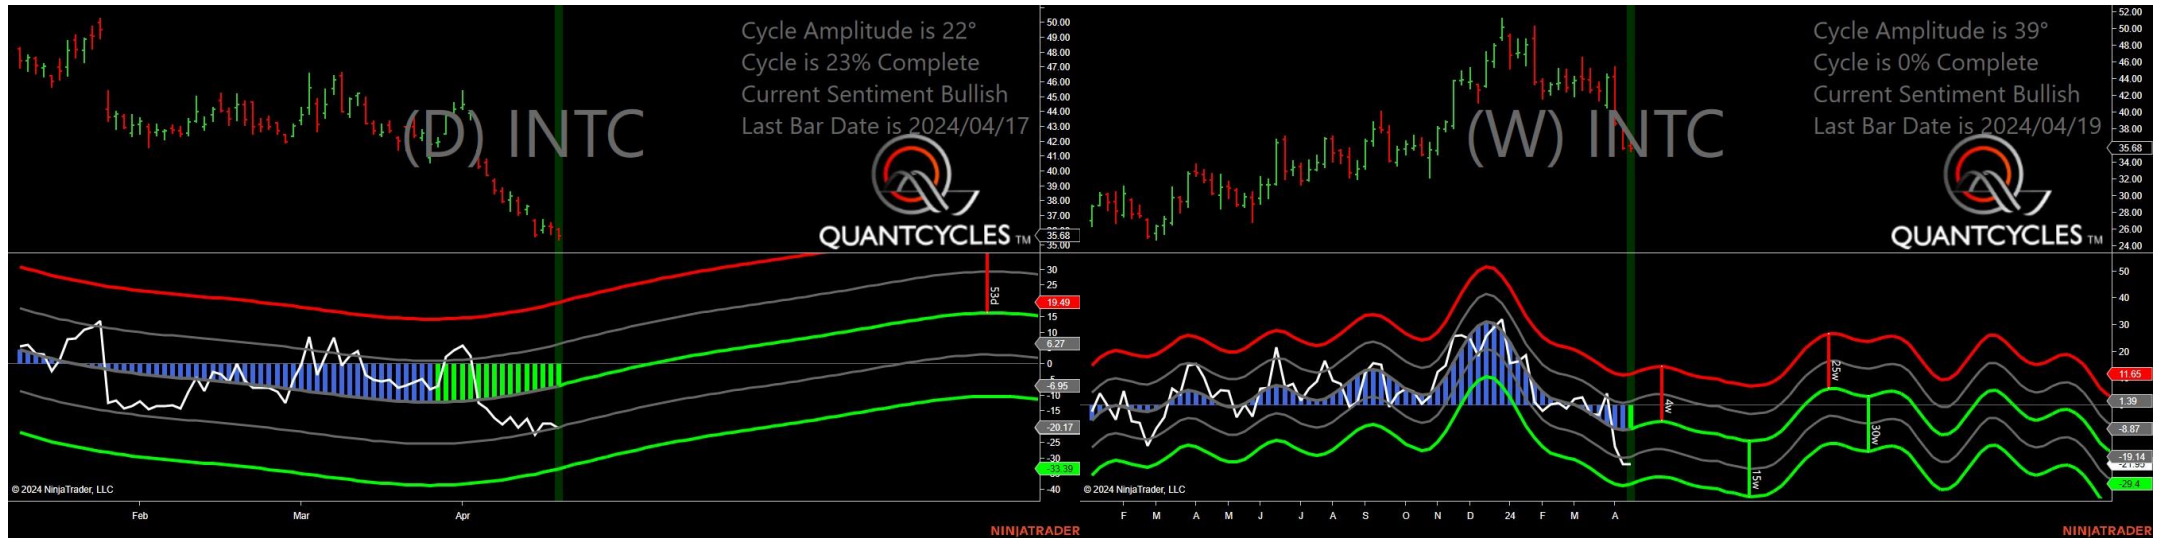 Cycle Amplitude is 22°
Cycle is 23% Complete
Current Sentiment Bullish
Last Bar Date is 2024/04/17
(D) INTC
QUANTCYCLES TM
50.00
49.00
48.00
47.00
46.00
45.00
44.00
43.00
42.00
41.00
40.00
39.00
38.00
37.00
35.68
35.00
53d
30
25
19.49
15
10
6.27
5
0
-6.95
-10
-15
-20.17
-25
-30
-33.39
-40
© 2024 NinjaTrader, LLC
Feb
Mar
Apr
NINJATRADER
Cycle Amplitude is 39°
Cycle is 0% Complete
Current Sentiment Bullish
Last Bar Date is 2024/04/19
(W) INTC
QUANTCYCLES TM
52.00
50.00
48.00
46.00
44.00
42.00
40.00
38.00
35.68
34.00
32.00
30.00
28.00
26.00
24.00
4w
15w
25w
30w
50
40
30
20
11.65
1.39
-8.87
-19.14
-21.95
-29.4
© 2024 NinjaTrader, LLC
F M A M J J A S O N D 24 F M A
NINJATRADER